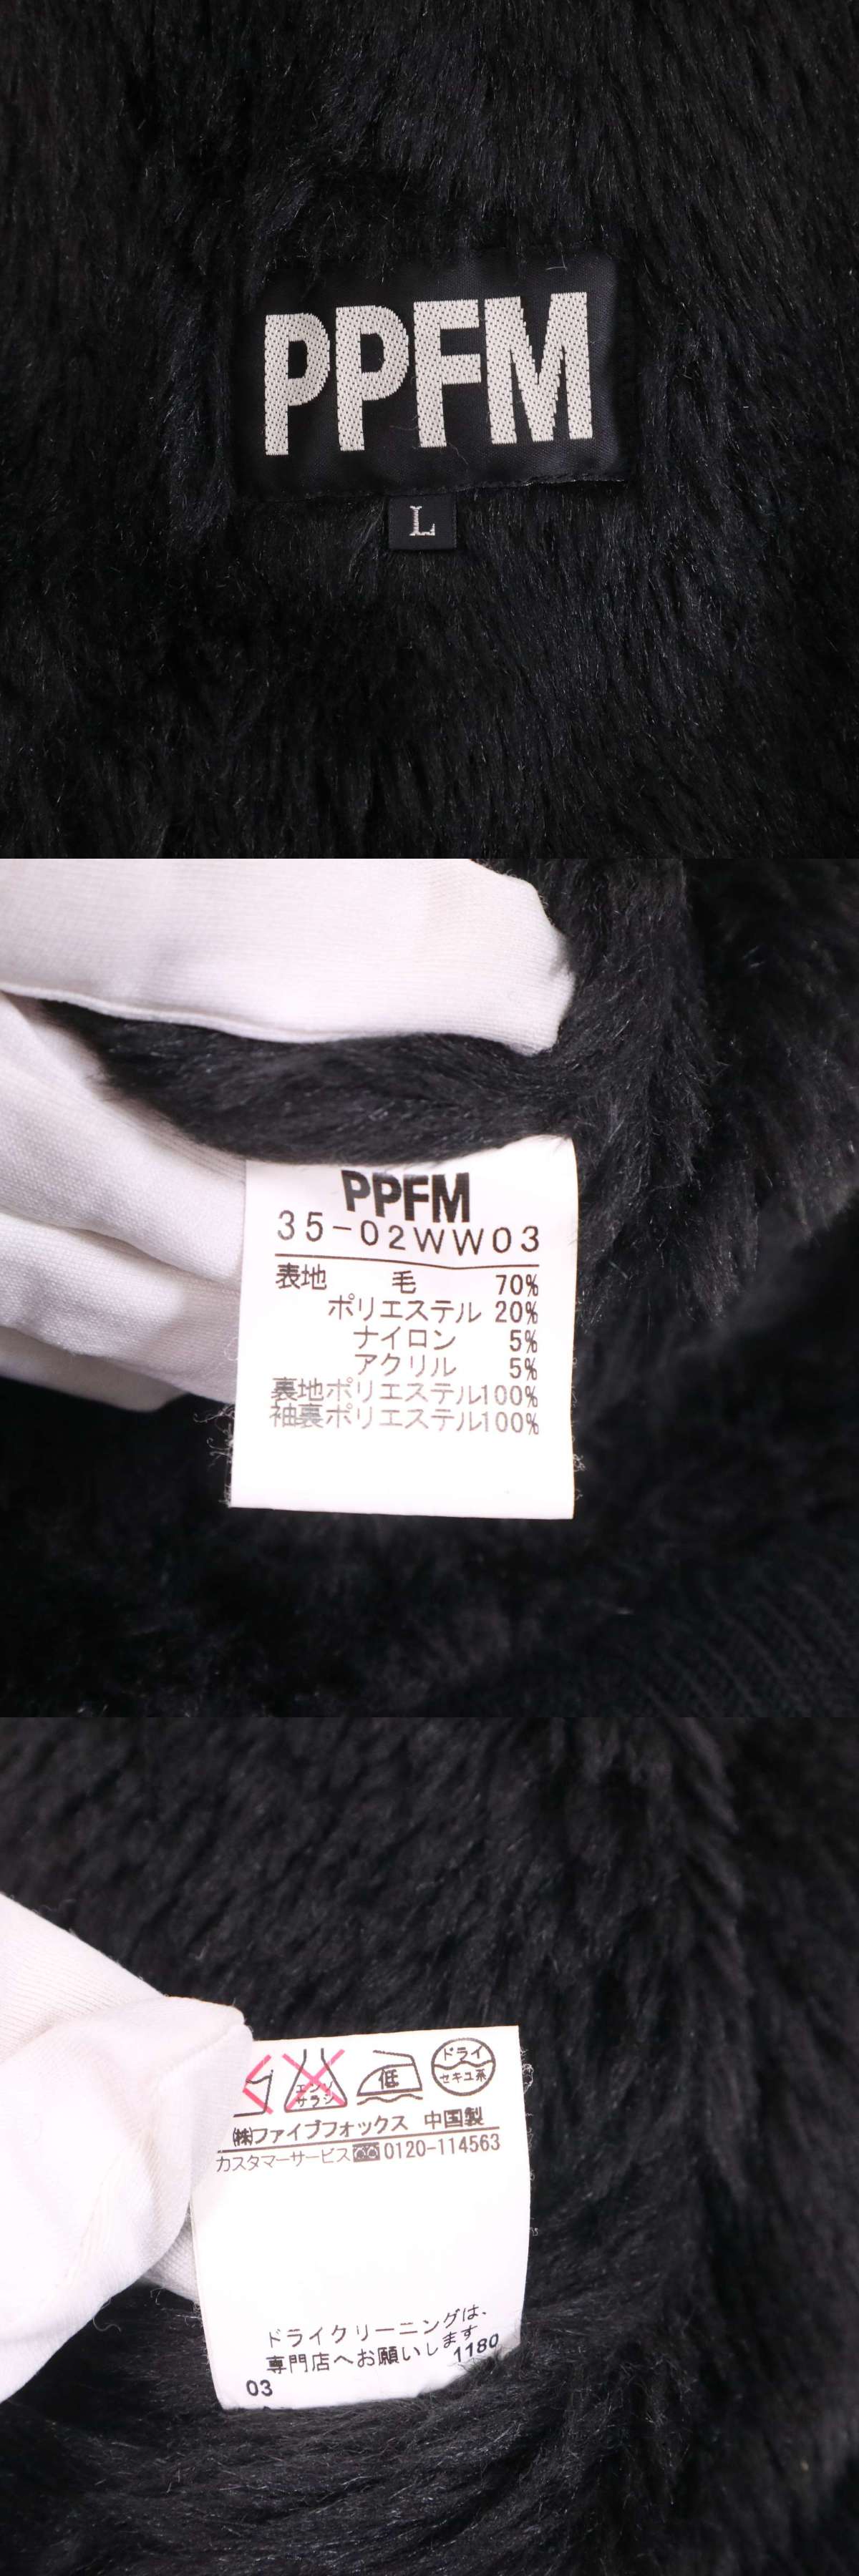 PPFM
L
PPFM
35-02WW03
表地 毛 70%
ポリエステル 20%
ナイロン 5%
アクリル 5%
裏地ポリエステル100%
袖裏ポリエステル100%
エンソ
サラシ
低
ドライ
セキユ系
㈱ファイブフォックス 中国製
カスタマーサービス 0120-114563
ドライクリーニングは、
専門店へお願いします
1180
03